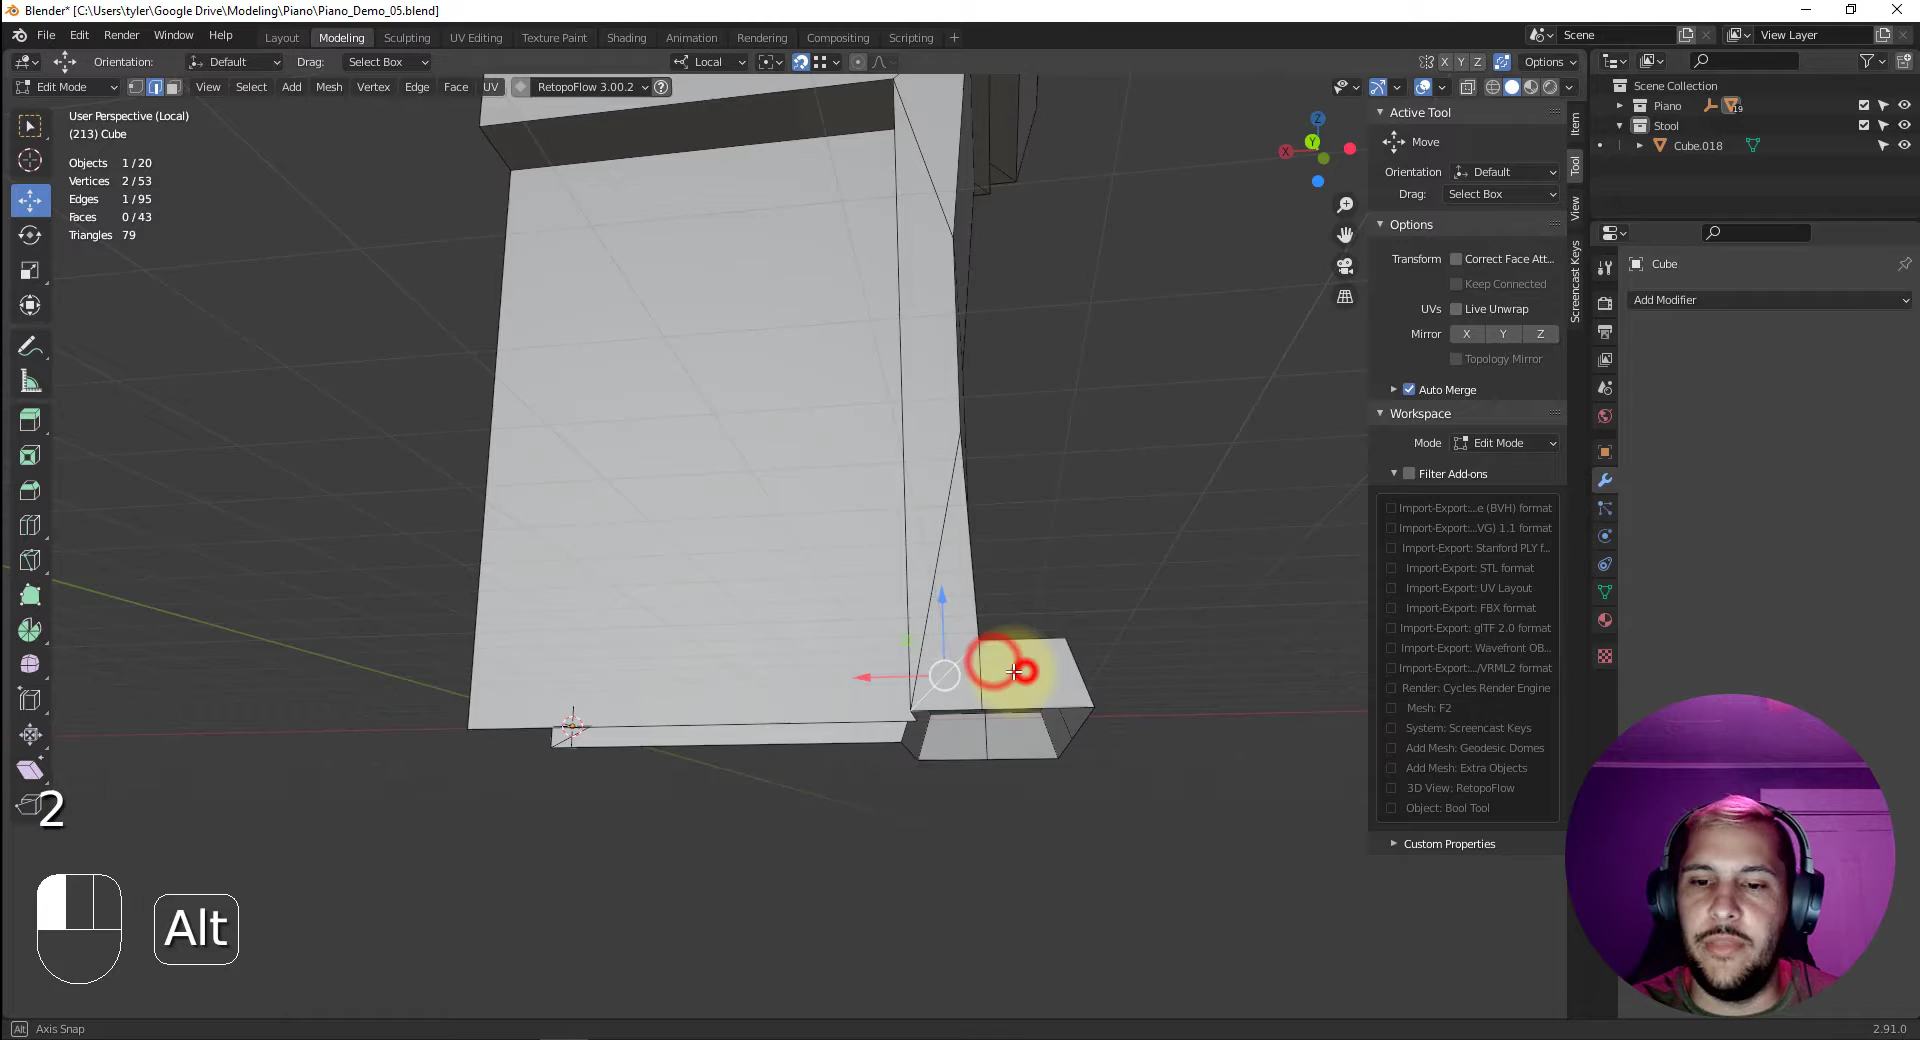 Blender* [C:\Users\tyler\Google Drive\Modeling\Piano\Piano_Demo_05.blend]
File Edit Render Window Help Layout Modeling Sculpting UV Editing Texture Paint Shading Animation Rendering Compositing Scripting + Scene View Layer
Orientation: Default Drag: Select Box Local X Y Z Options
Edit Mode View Select Add Mesh Vertex Edge Face UV RetopoFlow 3.00.2
User Perspective (Local)
(213) Cube
Objects 1 / 20
Vertices 2 / 53
Edges 1 / 95
Faces 0 / 43
Triangles 79
Z
Y
X
Active Tool
Move
Orientation Default
Drag: Select Box
Options
Transform Correct Face Att...
Keep Connected
UVs Live Unwrap
Mirror X Y Z
Topology Mirror
Auto Merge
Workspace
Mode Edit Mode
Filter Add-ons
Import-Export:...e (BVH) format
Import-Export:...VG) 1.1 format
Import-Export: Stanford PLY f...
Import-Export: STL format
Import-Export: UV Layout
Import-Export: FBX format
Import-Export: glTF 2.0 format
Import-Export: Wavefront OB...
Import-Export:.../VRML2 format
Render: Cycles Render Engine
Mesh: F2
System: Screencast Keys
Add Mesh: Geodesic Domes
Add Mesh: Extra Objects
3D View: RetopoFlow
Object: Bool Tool
Custom Properties
Item
Tool
View
Screencast Keys
Scene Collection
Piano 19
Stool
Cube.018
Cube
Add Modifier
2
Alt
Alt Axis Snap
2.91.0